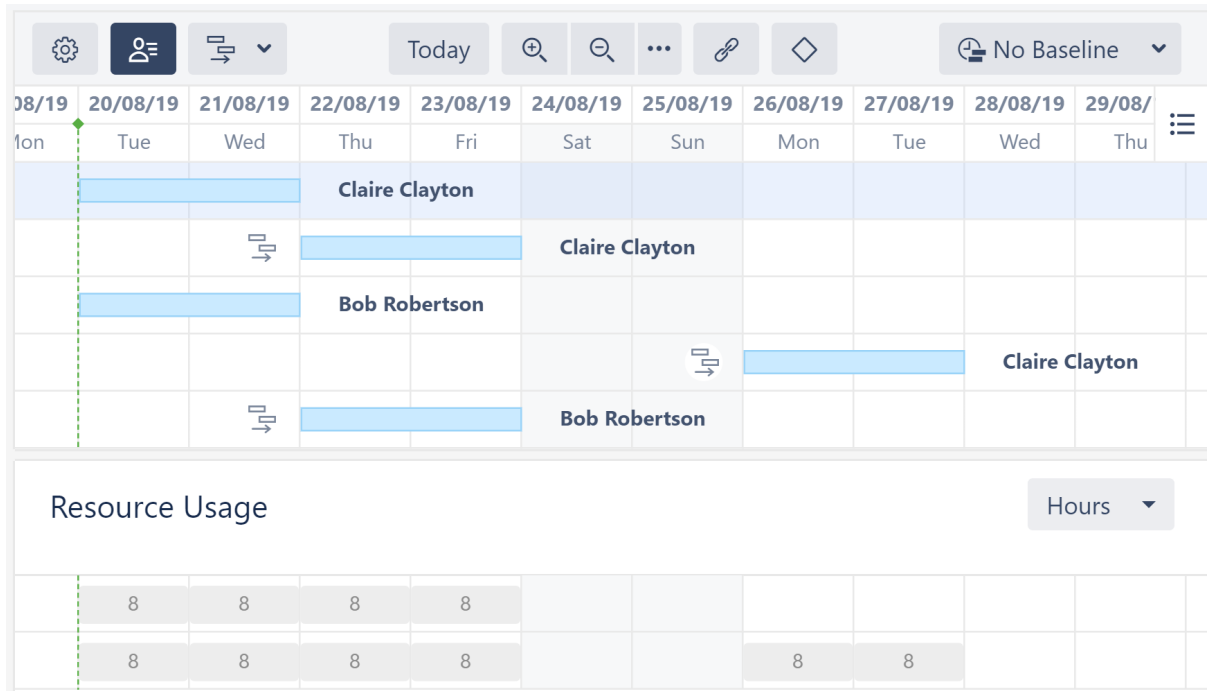 Today
No Baseline
08/19 20/08/19 21/08/19 22/08/19 23/08/19 24/08/19 25/08/19 26/08/19 27/08/19 28/08/19 29/08/
Mon Tue Wed Thu Fri Sat Sun Mon Tue Wed Thu
Claire Clayton
Claire Clayton
Bob Robertson
Claire Clayton
Bob Robertson
Resource Usage
Hours
8 8 8 8
8 8 8 8 8 8